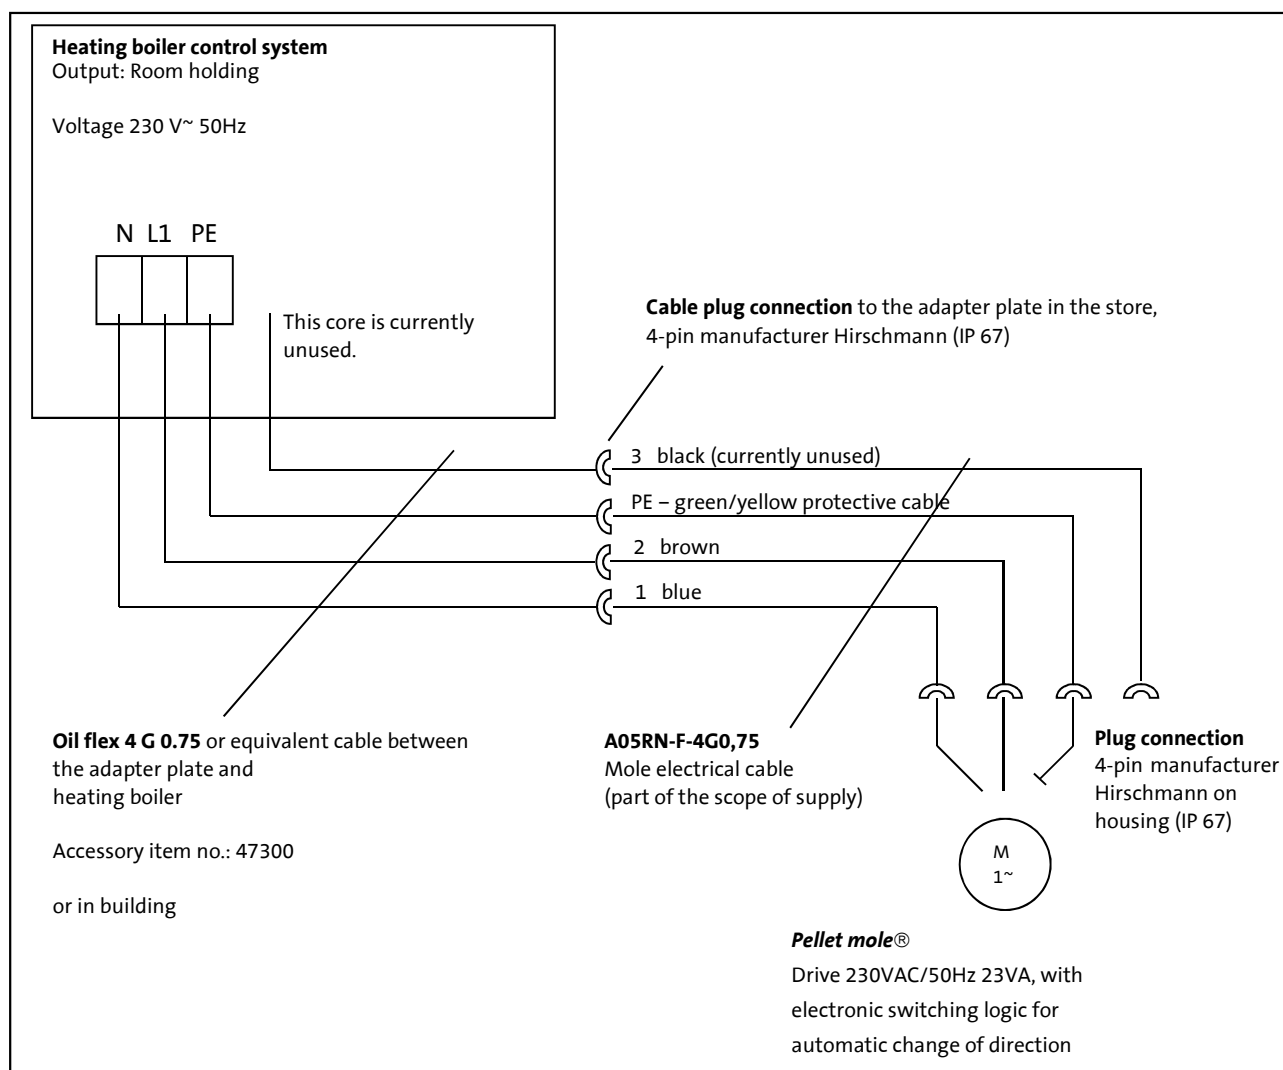 Heating boiler control system
Output: Room holding
Voltage 230 V~ 50Hz
N L1 PE
This core is currently
unused.
Cable plug connection to the adapter plate in the store,
4-pin manufacturer Hirschmann (IP 67)
3 black (currently unused)
PE – green/yellow protective cable
2 brown
1 blue
Oil flex 4 G 0.75 or equivalent cable between
the adapter plate and
heating boiler
Accessory item no.: 47300
or in building
A05RN-F-4G0,75
Mole electrical cable
(part of the scope of supply)
Plug connection
4-pin manufacturer
Hirschmann on
housing (IP 67)
M
1~
Pellet mole®
Drive 230VAC/50Hz 23VA, with
electronic switching logic for
automatic change of direction